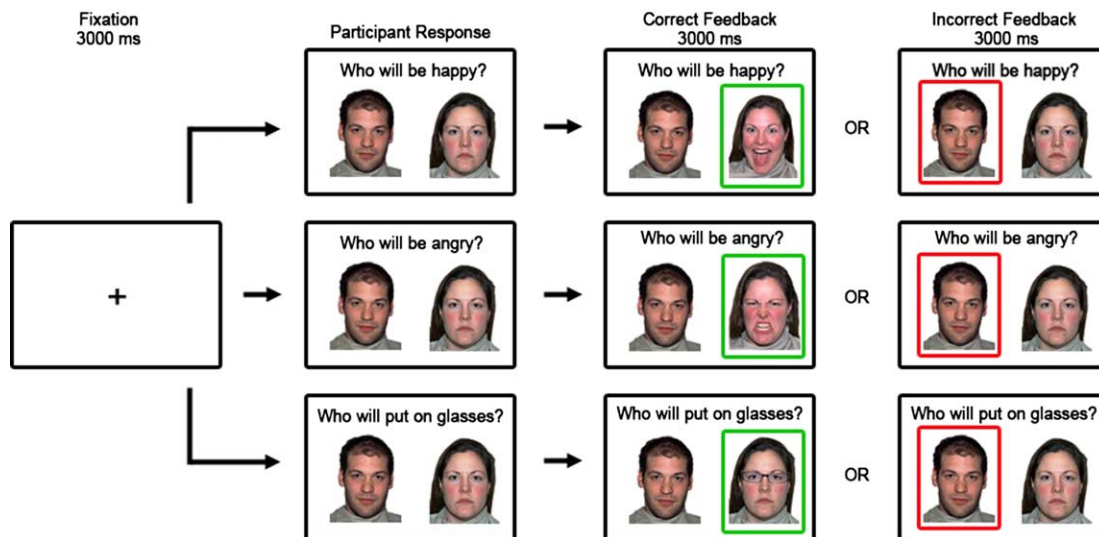 Fixation
3000 ms
Participant Response
Correct Feedback
3000 ms
Incorrect Feedback
3000 ms
Who will be happy?
Who will be happy?
OR
Who will be happy?
+
Who will be angry?
Who will be angry?
OR
Who will be angry?
Who will put on glasses?
Who will put on glasses?
OR
Who will put on glasses?